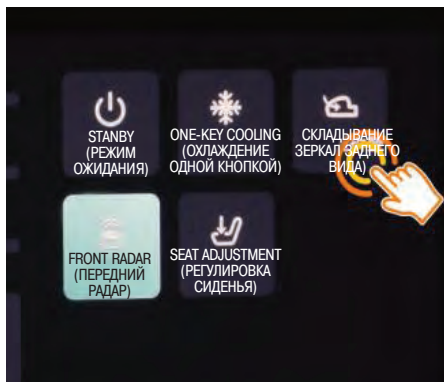 STANBY
(РЕЖИМ
ОЖИДАНИЯ)
ONE-KEY COOLING
(ОХЛАЖДЕНИЕ
ОДНОЙ КНОПКОЙ)
СКЛАДЫВАНИЕ
ЗЕРКАЛ ЗАДНЕГО
ВИДА)
FRONT RADAR
(ПЕРЕДНИЙ
РАДАР)
SEAT ADJUSTMENT
(РЕГУЛИРОВКА
СИДЕНЬЯ)